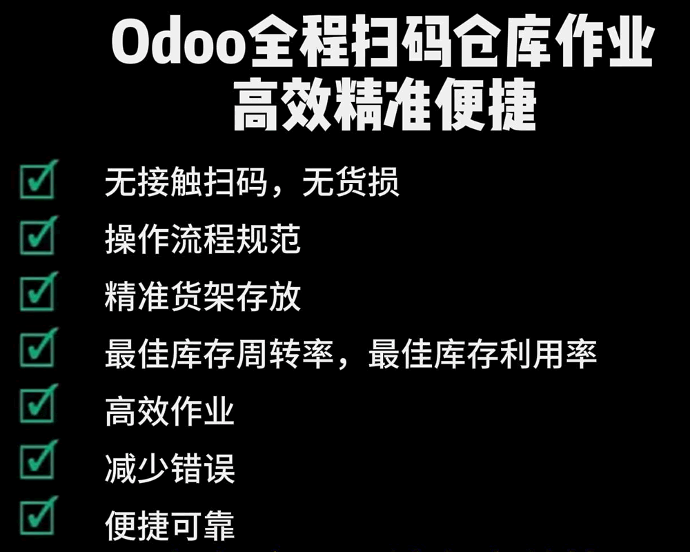 Odoo全程扫码仓库作业
高效精准便捷
无接触扫码，无货损
操作流程规范
精准货架存放
最佳库存周转率，最佳库存利用率
高效作业
减少错误
便捷可靠